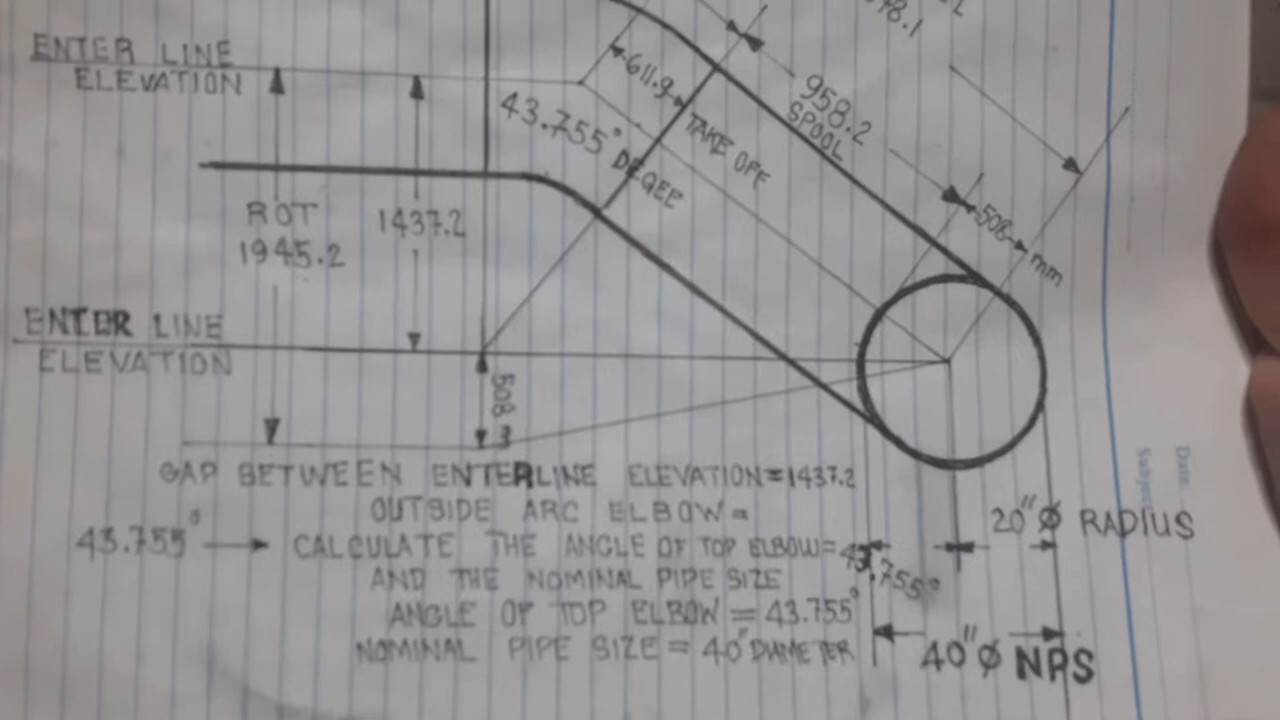 ENTER LINE
ELEVATION
611.9
958.2
SPOOL
43.755° DEGEE
TAKE OFF
ROT
1945.2
1437.2
508 mm
ENTER LINE
ELEVATION
508
GAP BETWEEN ENTERLINE ELEVATION=1437.2
OUTSIDE ARC ELBOW=
43.755° → CALCULATE THE ANGLE OF TOP ELBOW=43.755°
AND THE NOMINAL PIPE SIZE
ANGLE OF TOP ELBOW = 43.755°
NOMINAL PIPE SIZE = 40" DIAMETER
20"Ø RADIUS
40"Ø NPS
Date
Subject